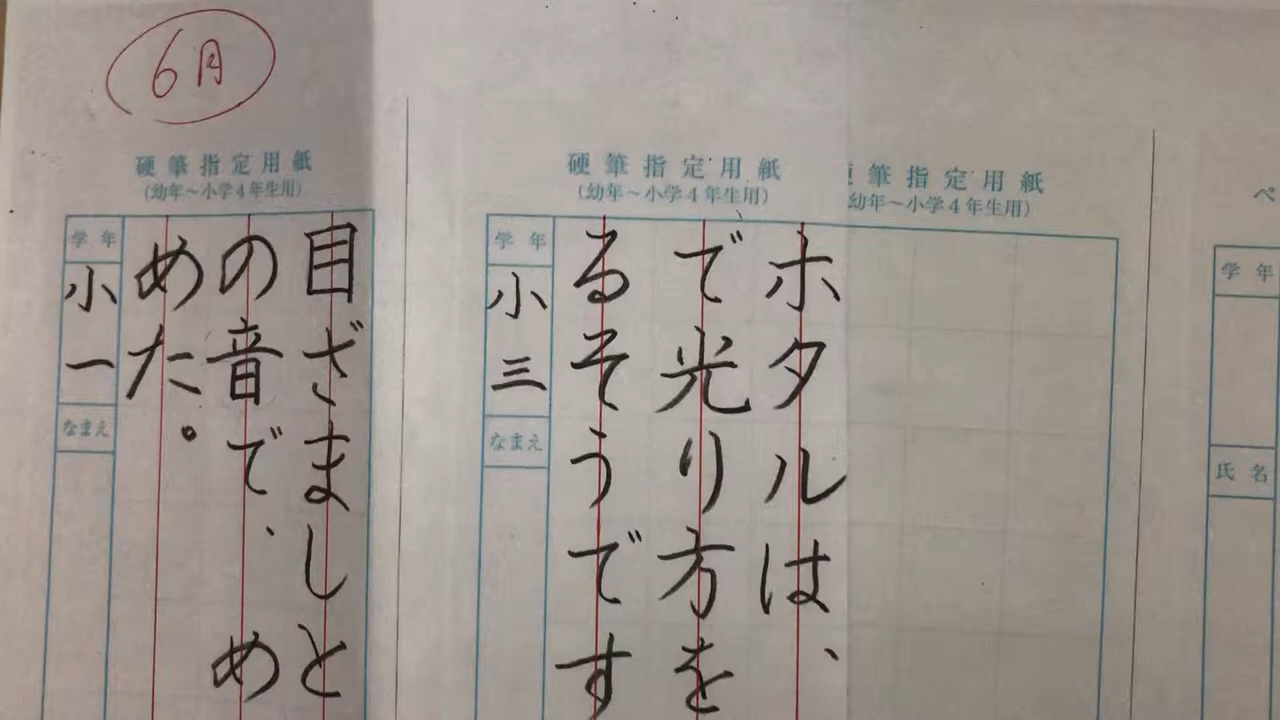 6月
硬筆指定用紙
(幼年～小学4年生用)
目ざましと
の音で、め
めた。
学年
小一
なまえ
硬筆指定用紙
(幼年～小学4年生用)
筆指定用紙
幼年～小学4年生用)
ホタルは、
で光り方を
るそうです
学年
小三
なまえ
ペ
学年
氏名